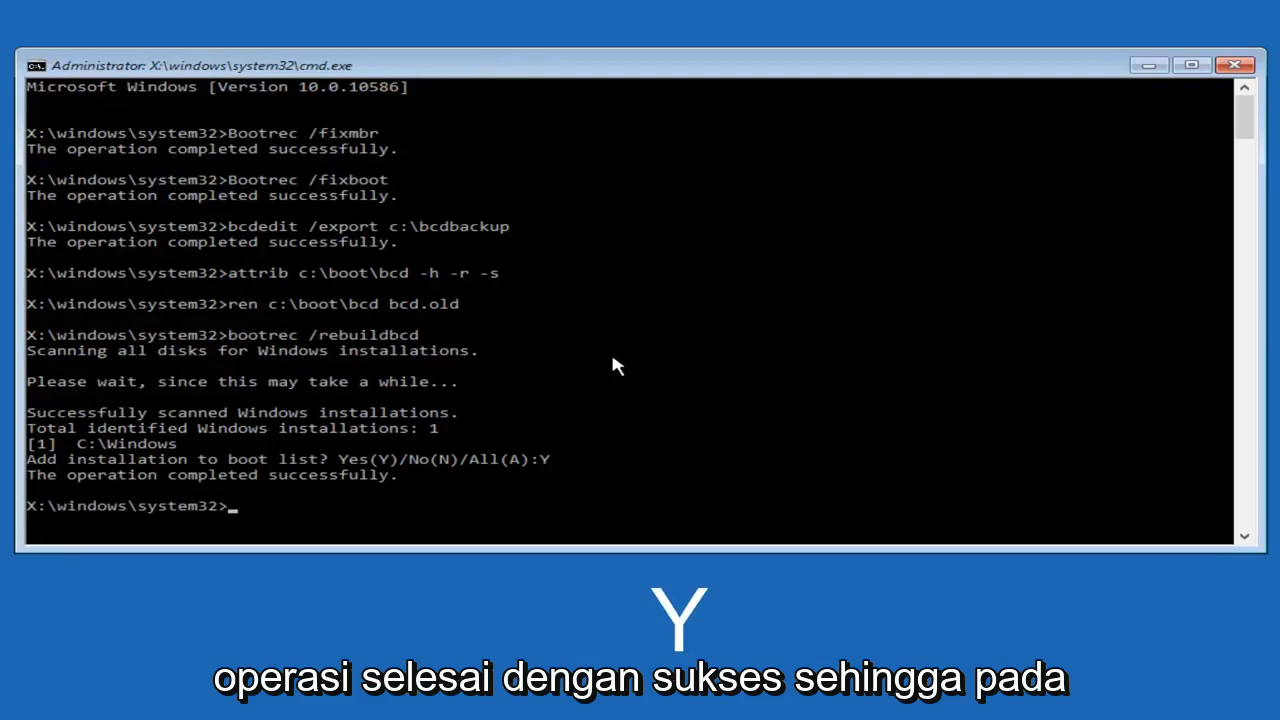 Administrator: X:\windows\system32\cmd.exe
Microsoft Windows [Version 10.0.10586]
X:\windows\system32>Bootrec /fixmbr
The operation completed successfully.
X:\windows\system32>Bootrec /fixboot
The operation completed successfully.
X:\windows\system32>bcdedit /export c:\bcdbackup
The operation completed successfully.
X:\windows\system32>attrib c:\boot\bcd -h -r -s
X:\windows\system32>ren c:\boot\bcd bcd.old
X:\windows\system32>bootrec /rebuildbcd
Scanning all disks for Windows installations.
Please wait, since this may take a while...
Successfully scanned Windows installations.
Total identified Windows installations: 1
[1]  C:\Windows
Add installation to boot list? Yes(Y)/No(N)/All(A):Y
The operation completed successfully.
X:\windows\system32>_
Y
operasi selesai dengan sukses sehingga pada